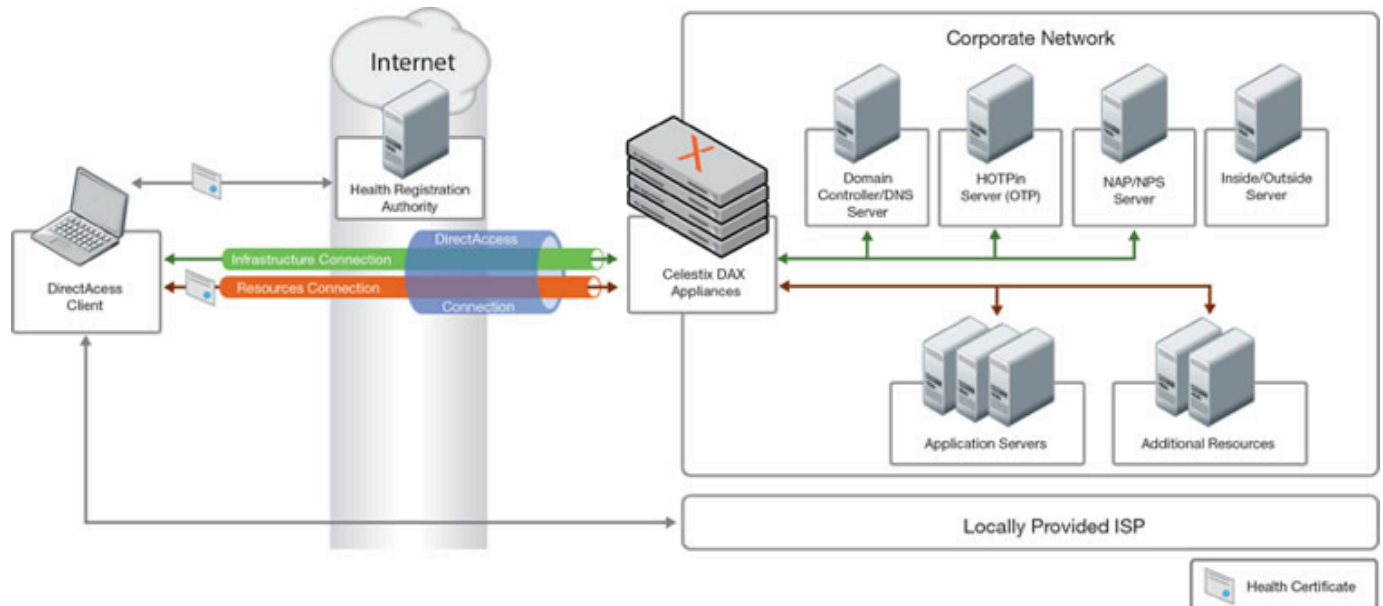 Corporate Network
Internet
Health Registration
Authority
Domain
Controller/DNS
Server
HOTPin
Server (OTP)
NAP/NPS
Server
Inside/Outside
Server
DirectAccess
Infrastructure Connection
Resources Connection
Connection
DirectAcess
Client
Celestix DAX
Appliances
Application Servers
Additional Resources
Locally Provided ISP
Health Certificate